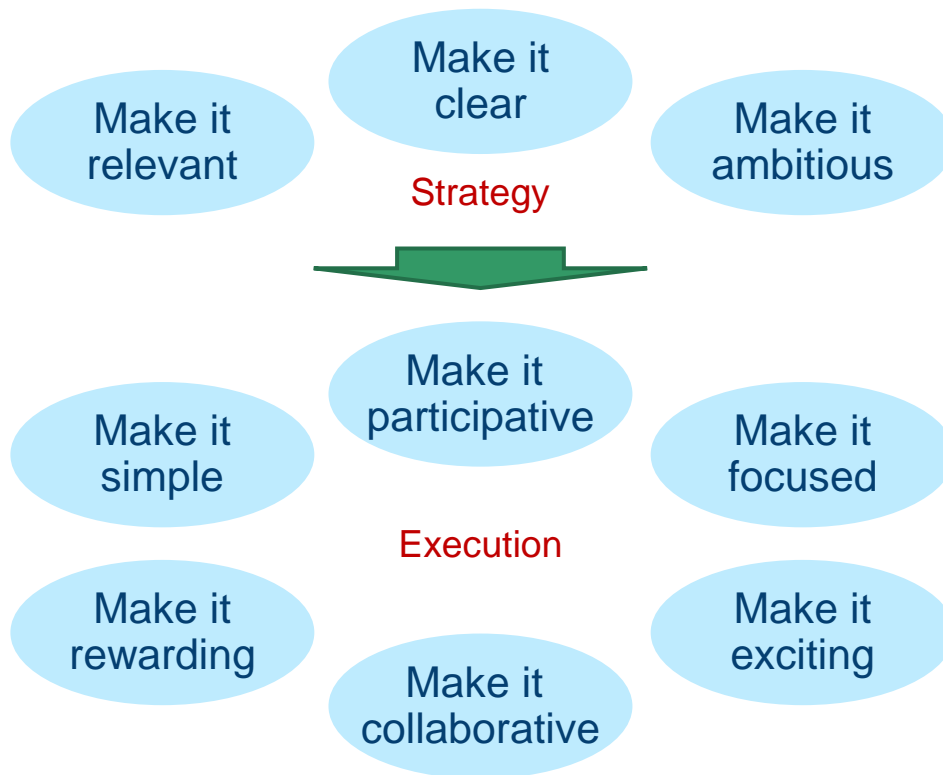 Make it
relevant
Make it
clear
Make it
ambitious
Strategy
Make it
participative
Make it
simple
Make it
focused
Execution
Make it
rewarding
Make it
collaborative
Make it
exciting